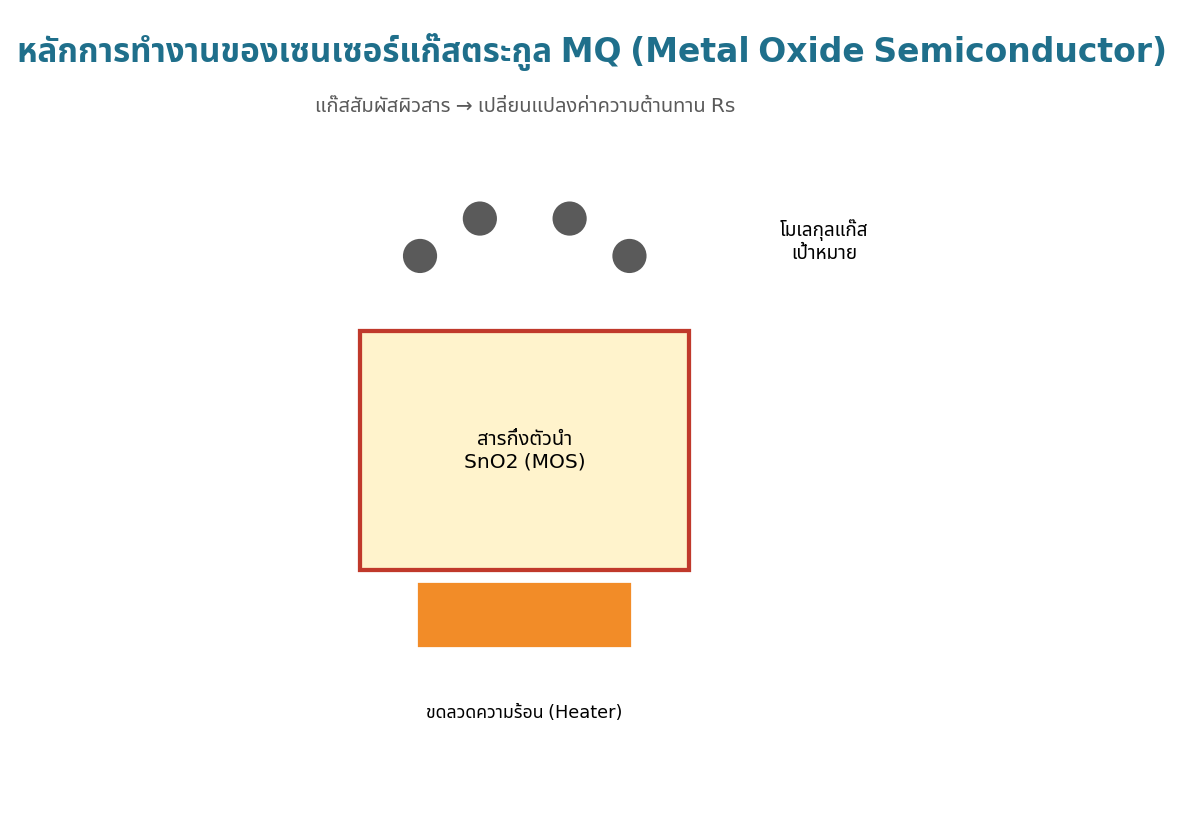 หลักการทำงานของเซนเซอร์แก๊สตระกูล MQ (Metal Oxide Semiconductor)
แก๊สสัมผัสผิวสาร → เปลี่ยนแปลงค่าความต้านทาน Rs
โมเลกุลแก๊ส
เป้าหมาย
สารกึ่งตัวนำ
SnO2 (MOS)
ขดลวดความร้อน (Heater)